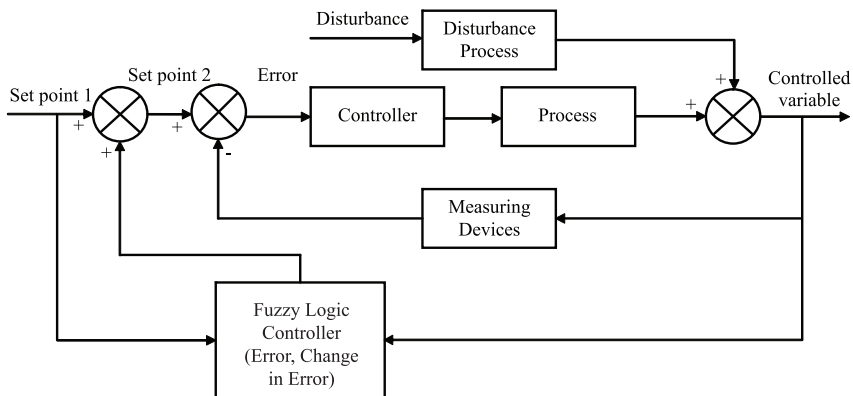 Disturbance
Disturbance
Process
Set point 1
+
+
Set point 2
+
-
Error
Controller
Process
+
+
Controlled
variable
Measuring
Devices
Fuzzy Logic
Controller
(Error, Change
in Error)